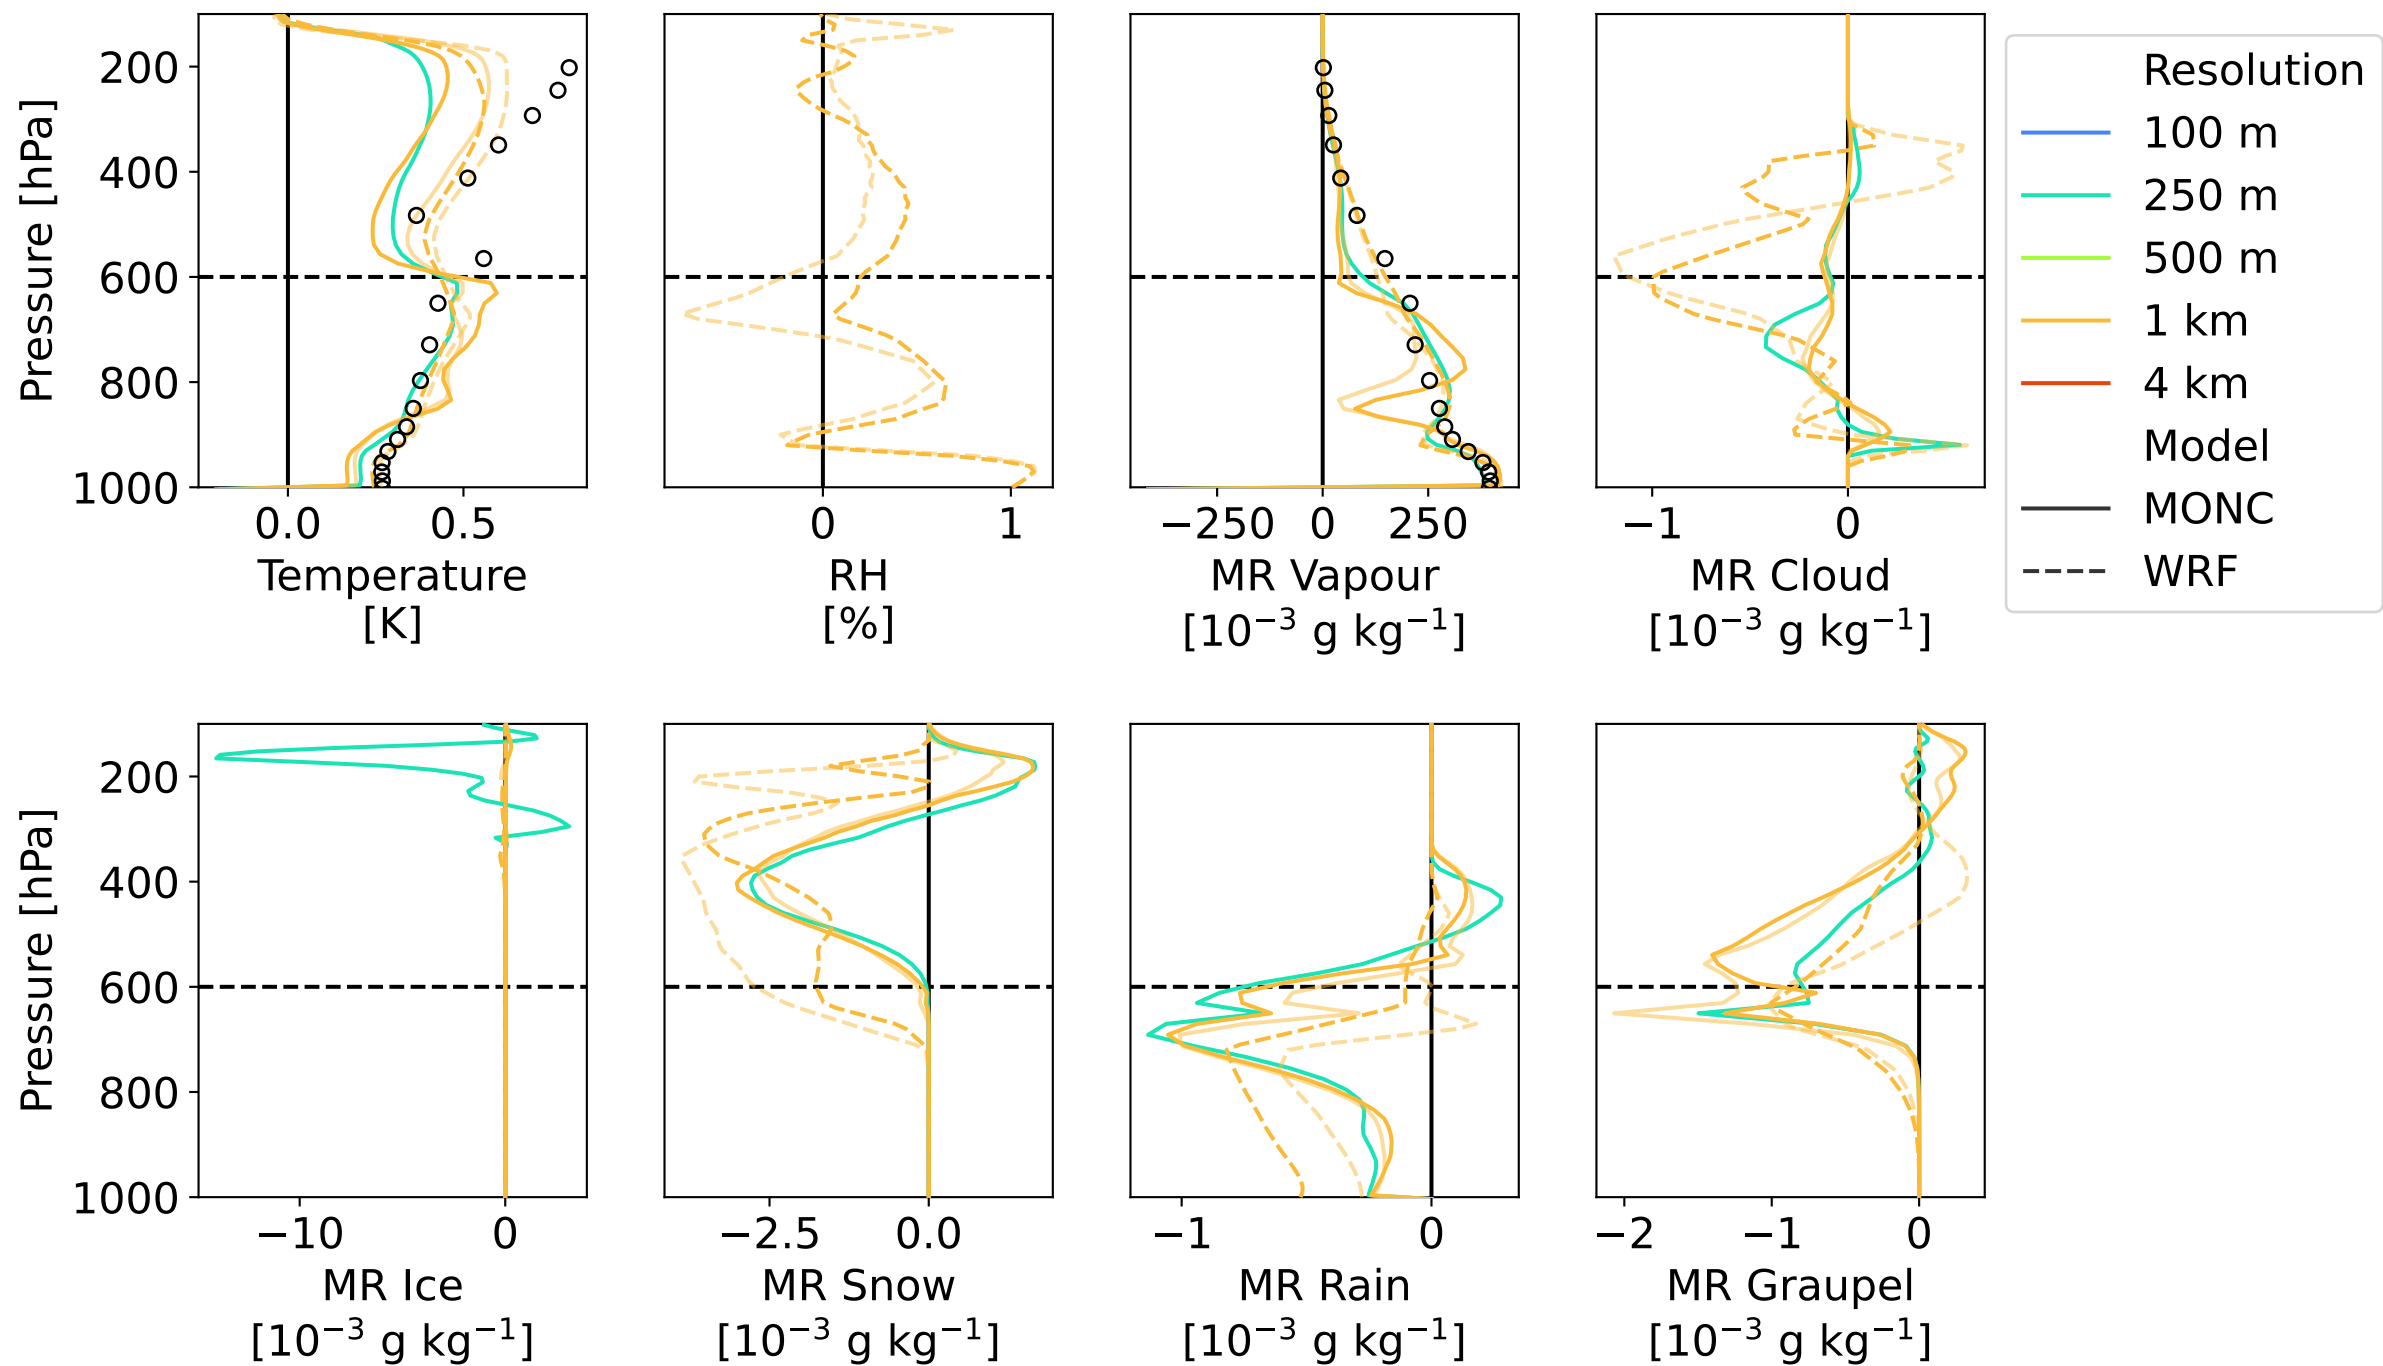 Pressure [hPa]
200
400
600
800
1000
0.0 0.5
Temperature
[K]
0 1
RH
[%]
−250 0 250
MR Vapour
[10⁻³ g kg⁻¹]
−1 0
MR Cloud
[10⁻³ g kg⁻¹]
Resolution
100 m
250 m
500 m
1 km
4 km
Model
MONC
WRF
Pressure [hPa]
200
400
600
800
1000
−10 0
MR Ice
[10⁻³ g kg⁻¹]
−2.5 0.0
MR Snow
[10⁻³ g kg⁻¹]
−1 0
MR Rain
[10⁻³ g kg⁻¹]
−2 −1 0
MR Graupel
[10⁻³ g kg⁻¹]